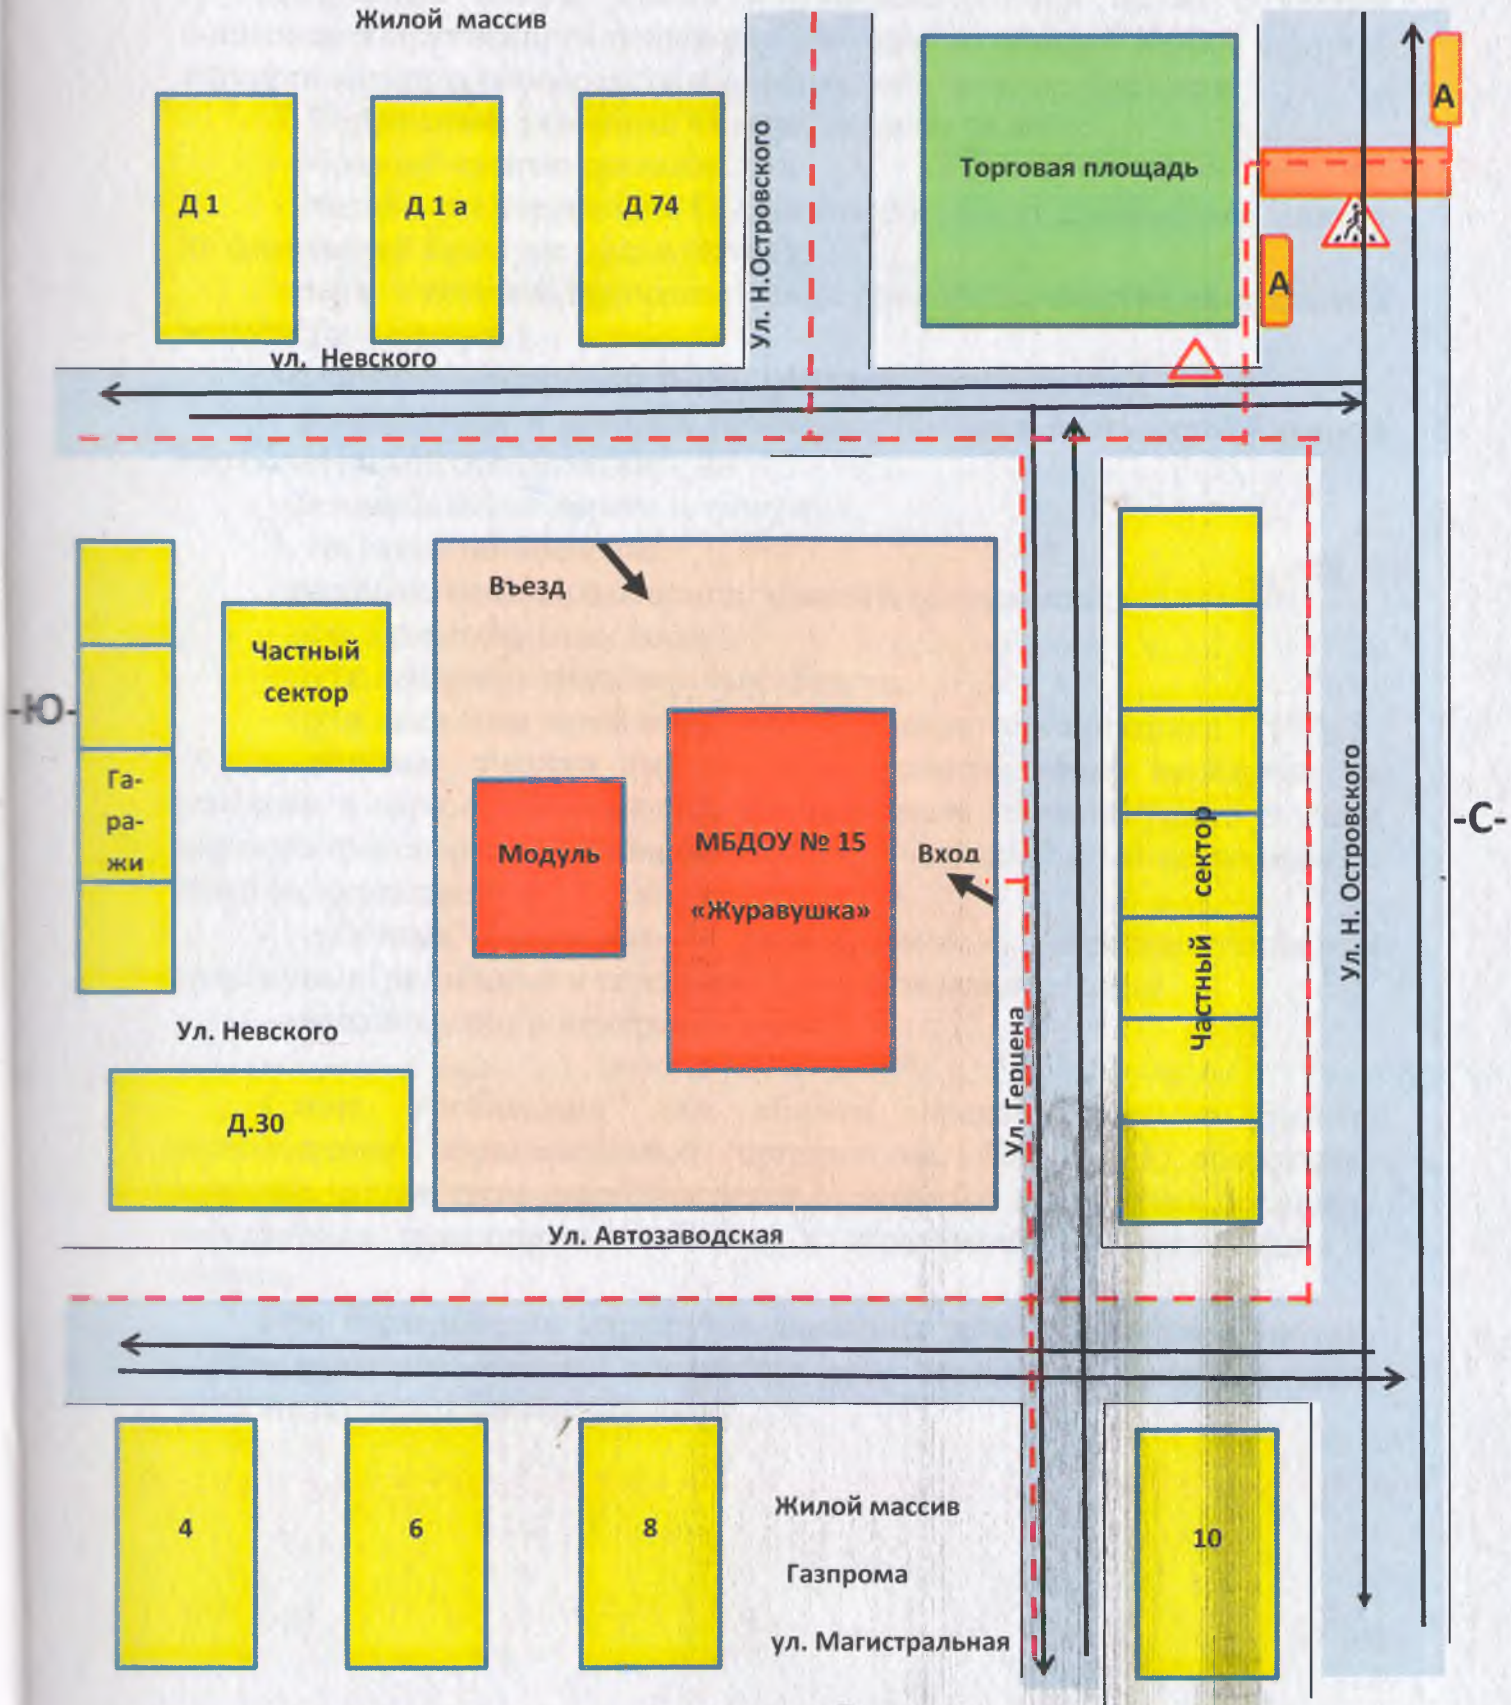 Жилой массив
Д 1
Д 1 а
Д 74
Ул. Н.Островского
Торговая площадь
А
А
ул. Невского
Въезд
Частный
сектор
-Ю-
Га-
ра-
жи
Модуль
МБДОУ № 15
«Журавушка»
Вход
Частный сектор
Ул. Н. Островского
-С-
Ул. Невского
Д.30
Ул. Герцена
Ул. Автозаводская
4
6
8
Жилой массив
Газпрома
ул. Магистральная
10